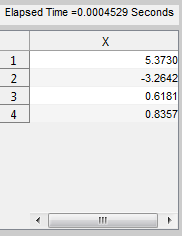 Elapsed Time =0.0004529 Seconds
X
1 5.3730
2 -3.2642
3 0.6181
4 0.8357